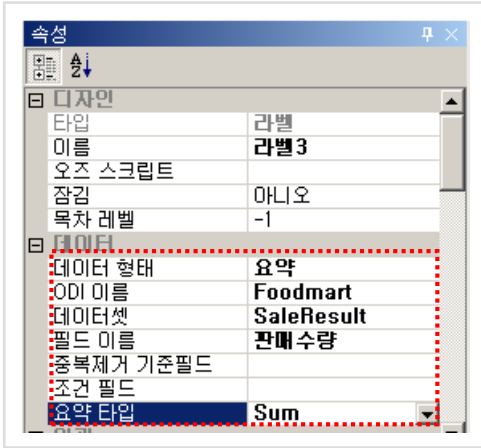 속성
디자인
타입 라벨
이름 라벨3
오즈 스크립트
잠김 아니오
목차 레벨 -1
데이터
데이터 형태 요약
ODI 이름 Foodmart
데이터셋 SaleResult
필드 이름 판매수량
중복제거 기준필드
조건 필드
요약 타입 Sum